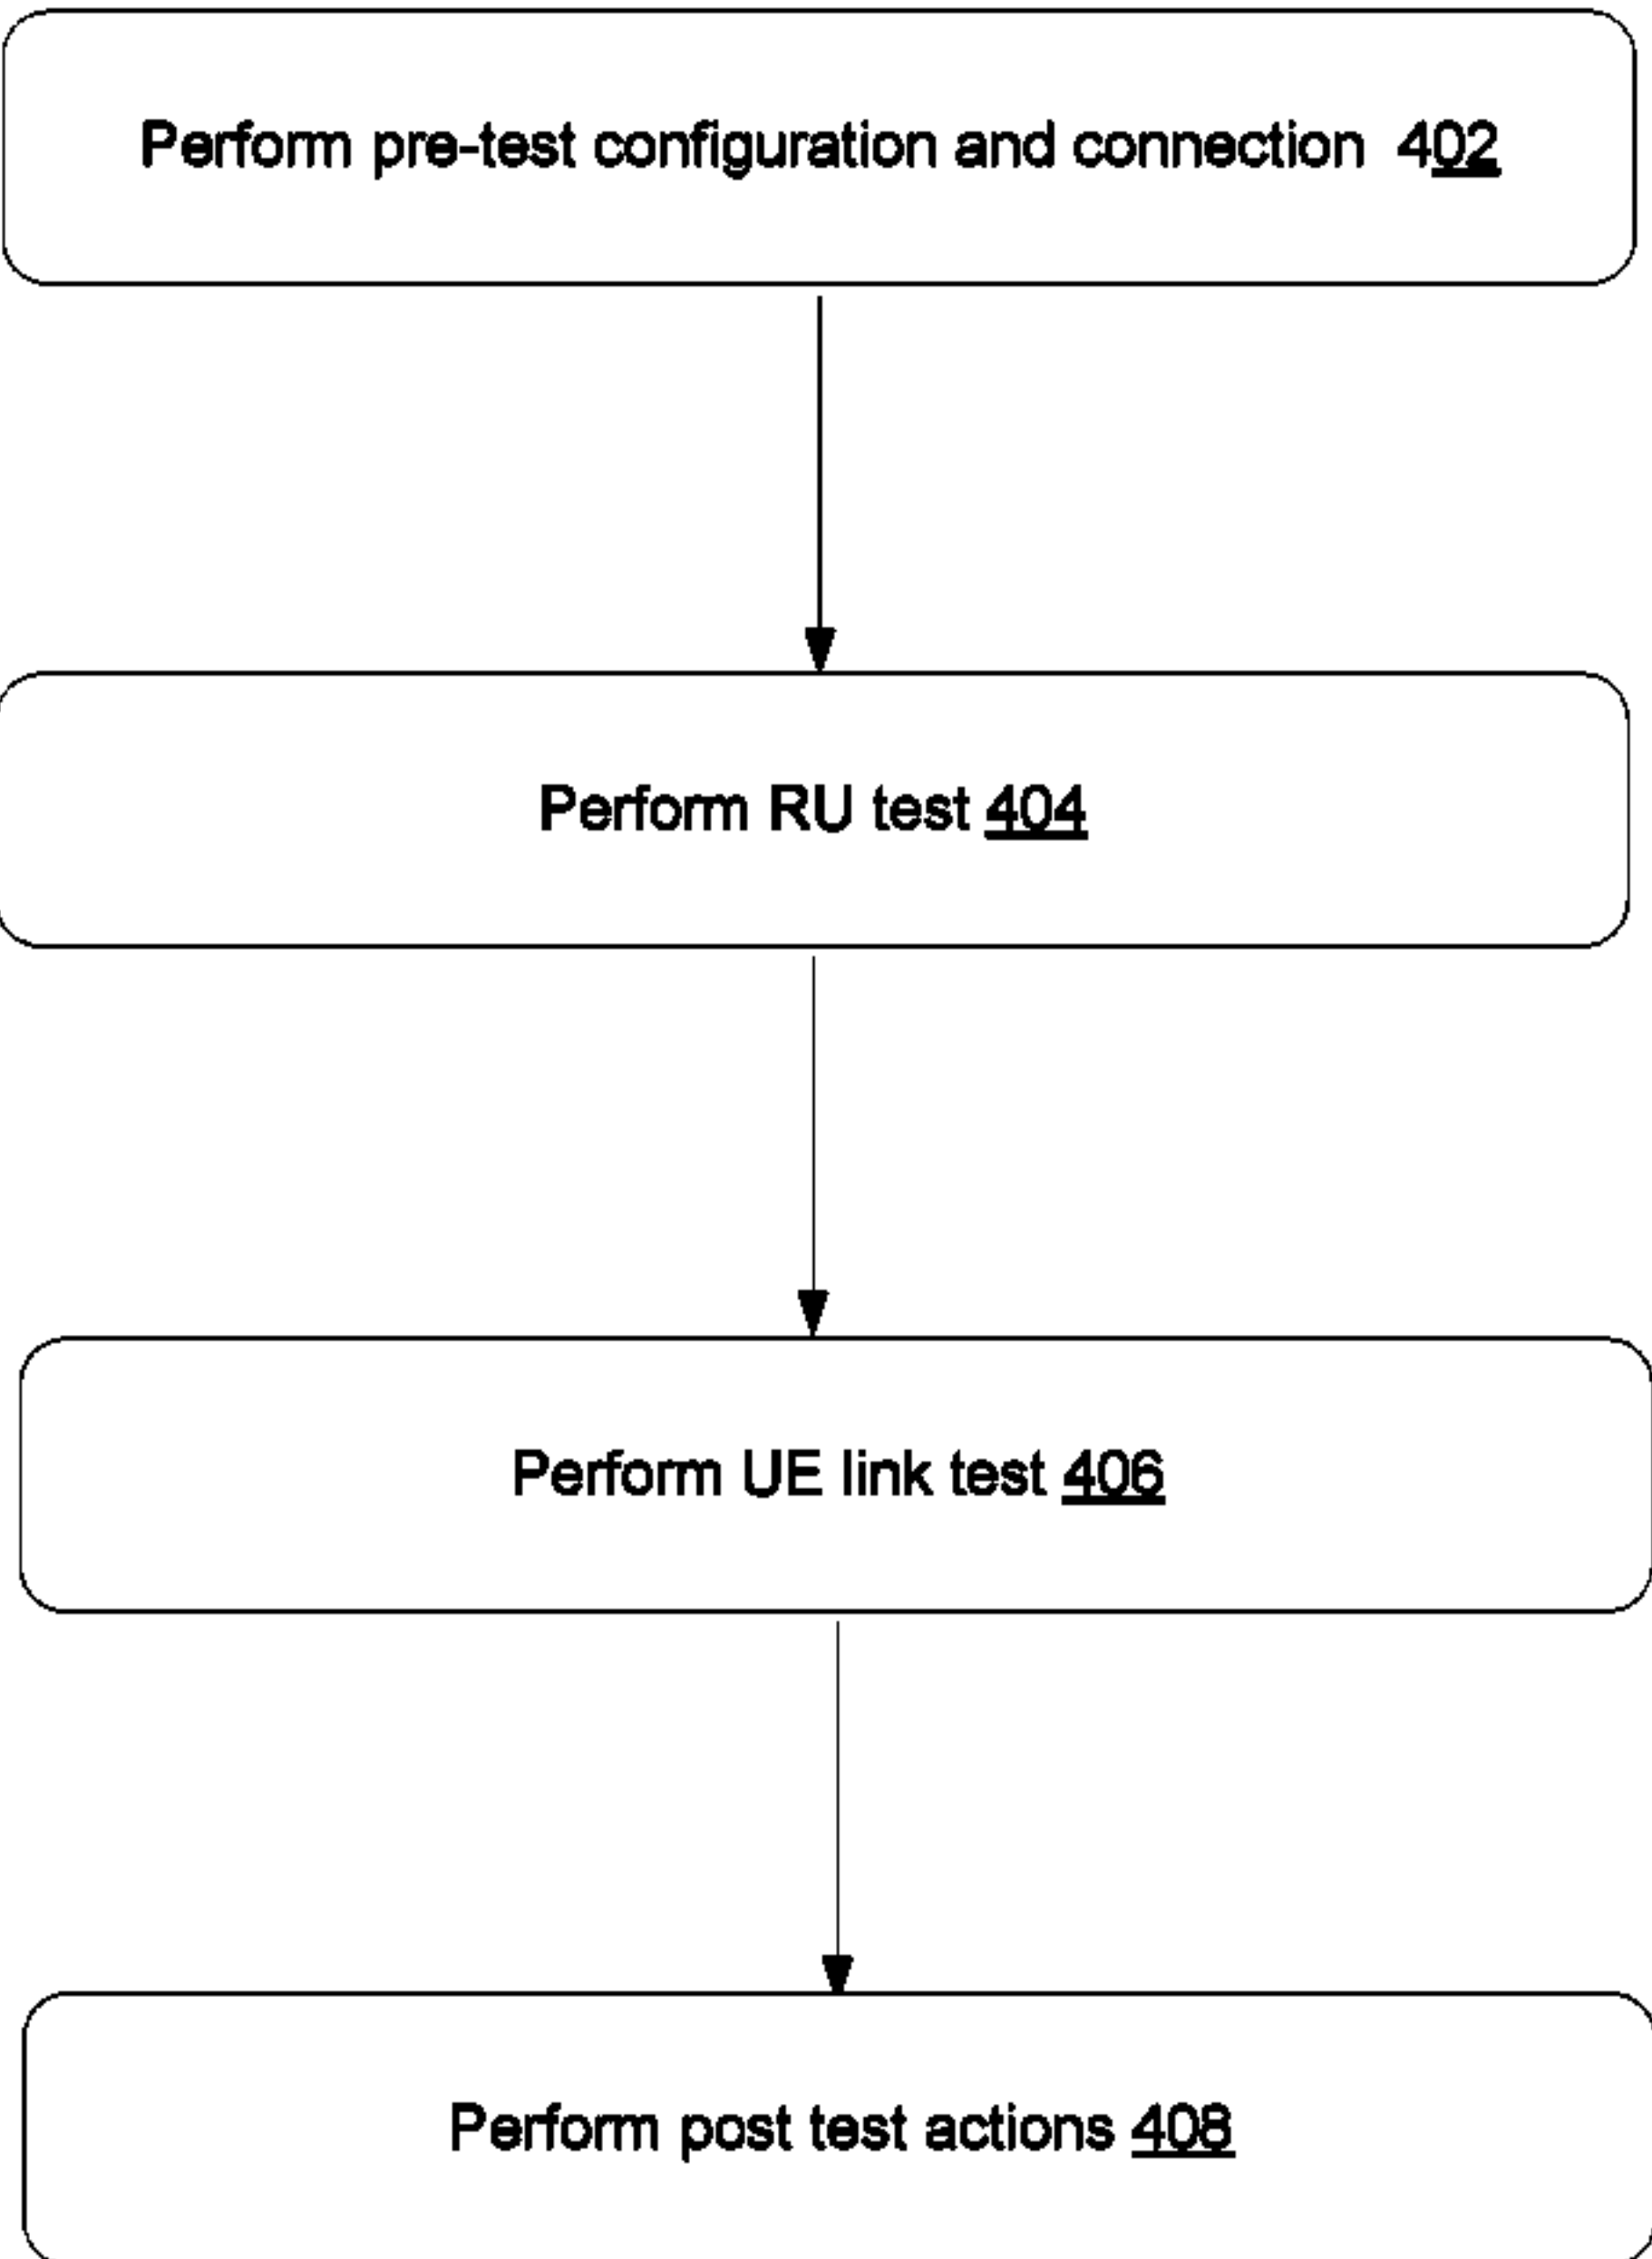 Perform pre-test configuration and connection 402
Perform RU test 404
Perform UE link test 406
Perform post test actions 408